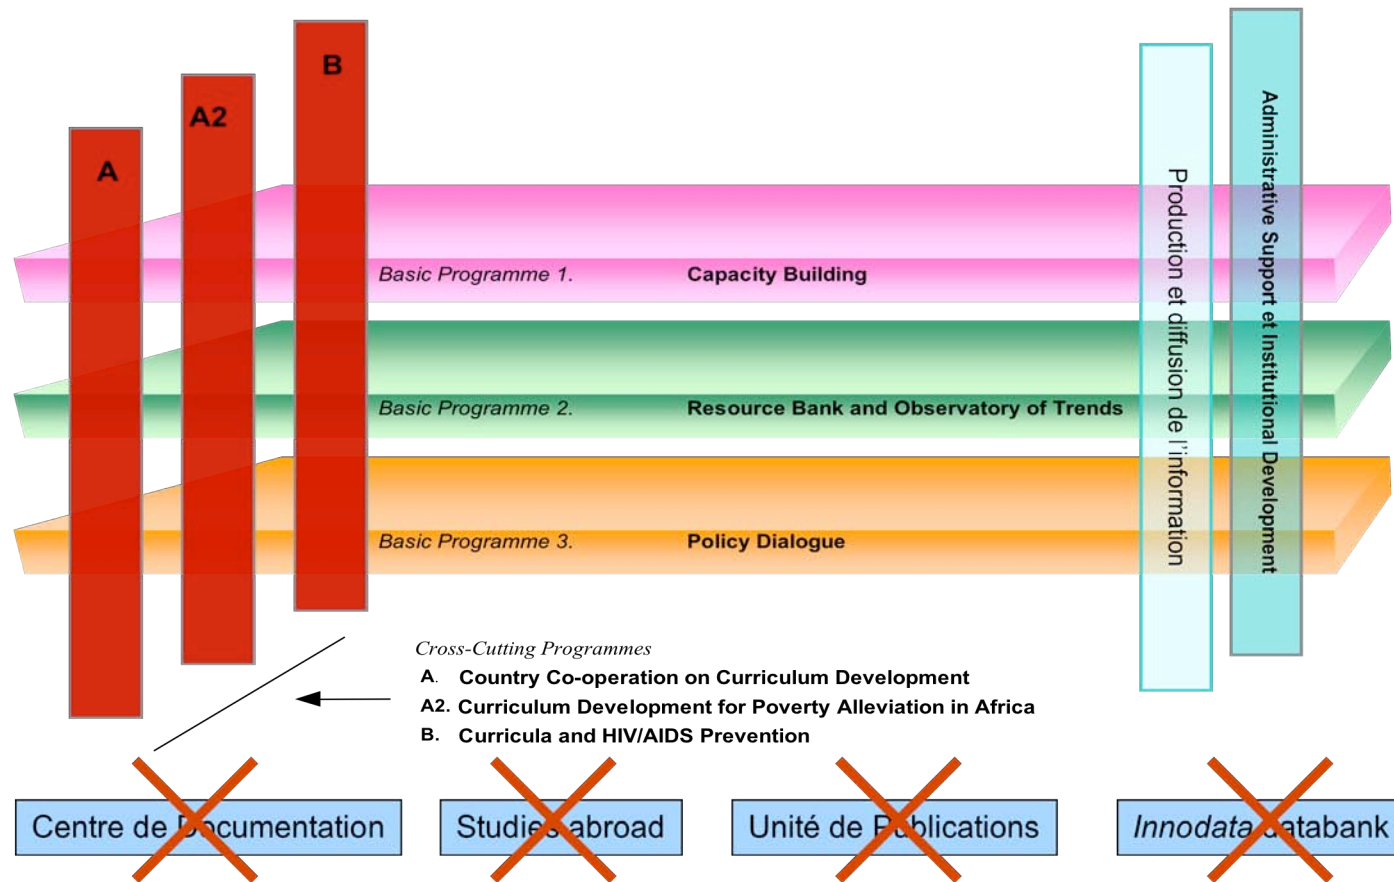 B
A2
A
Basic Programme 1. Capacity Building
Basic Programme 2. Resource Bank and Observatory of Trends
Basic Programme 3. Policy Dialogue
Production et diffusion de l'information
Administrative Support et Institutional Development
Cross-Cutting Programmes
A. Country Co-operation on Curriculum Development
A2. Curriculum Development for Poverty Alleviation in Africa
B. Curricula and HIV/AIDS Prevention
Centre de Documentation
Studies abroad
Unité de Publications
Innodata databank